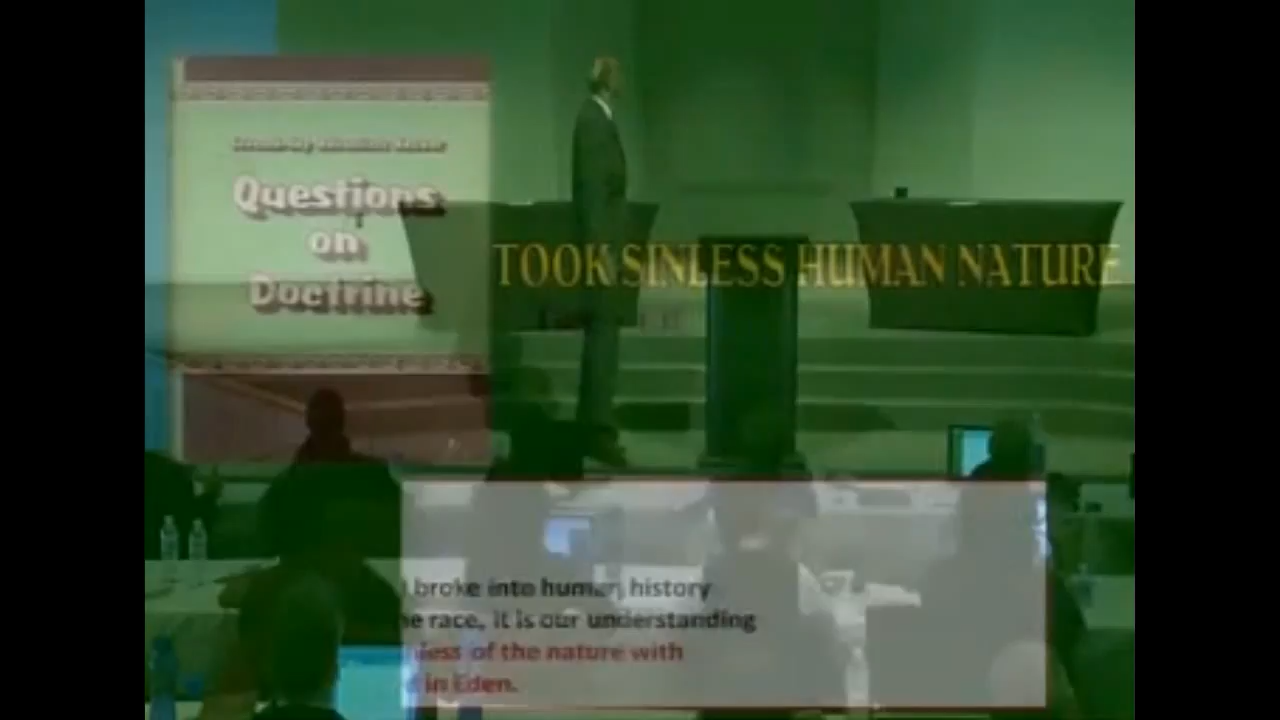 Questions
on
Doctrine
TOOK SINLESS HUMAN NATURE
broke into human history
race, it is our understanding
of the nature with
in Eden.